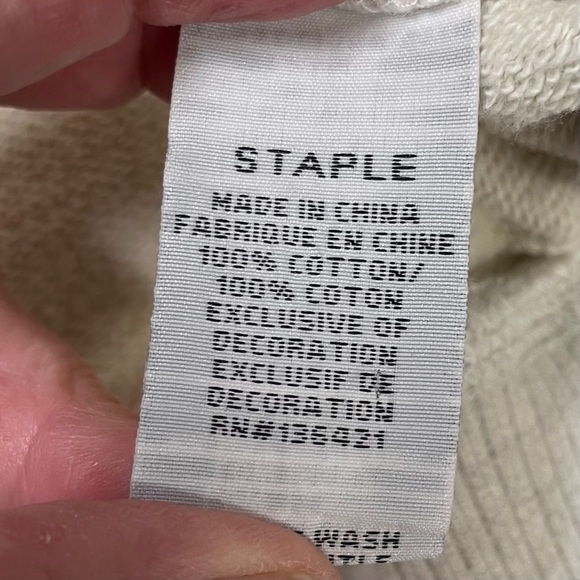 STAPLE
MADE IN CHINA
FABRIQUE EN CHINE
100% COTTON/
100% COTON
EXCLUSIVE OF
DECORATION
EXCLUSIF DE
DECORATION
RN#136421
WASH